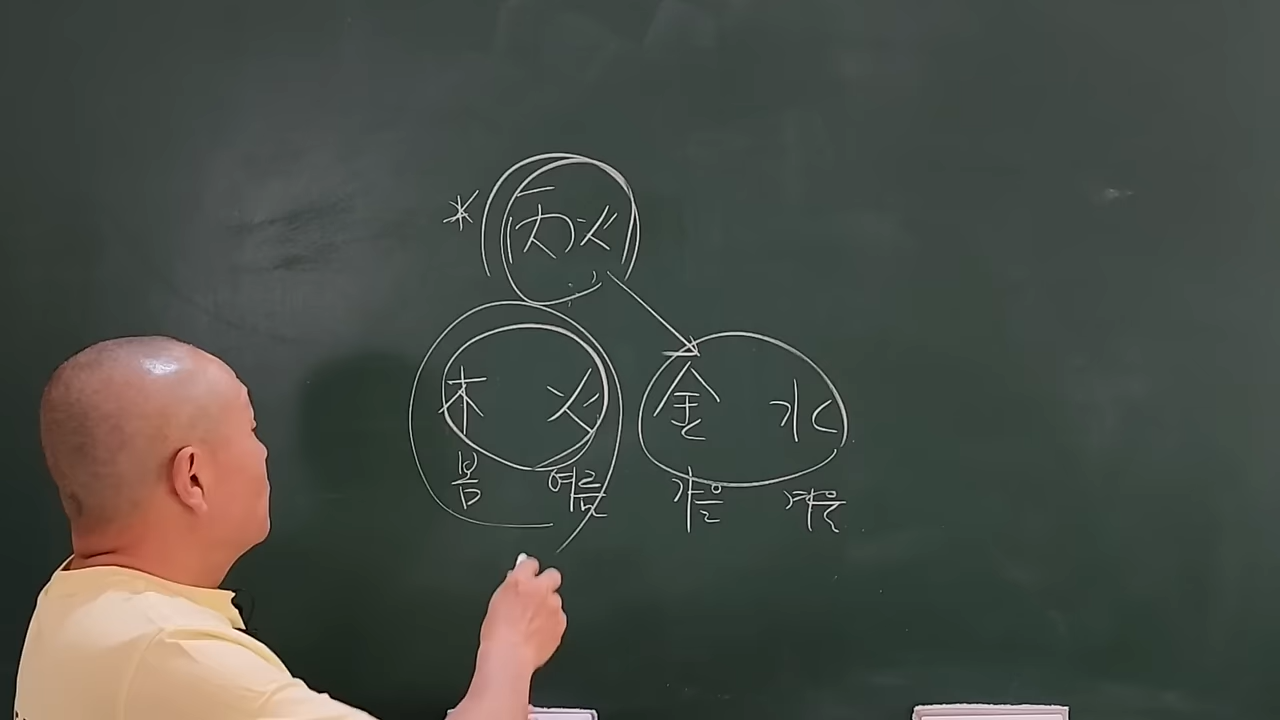 * 丙火
木 火 金 水
봄 여름 가을 겨울